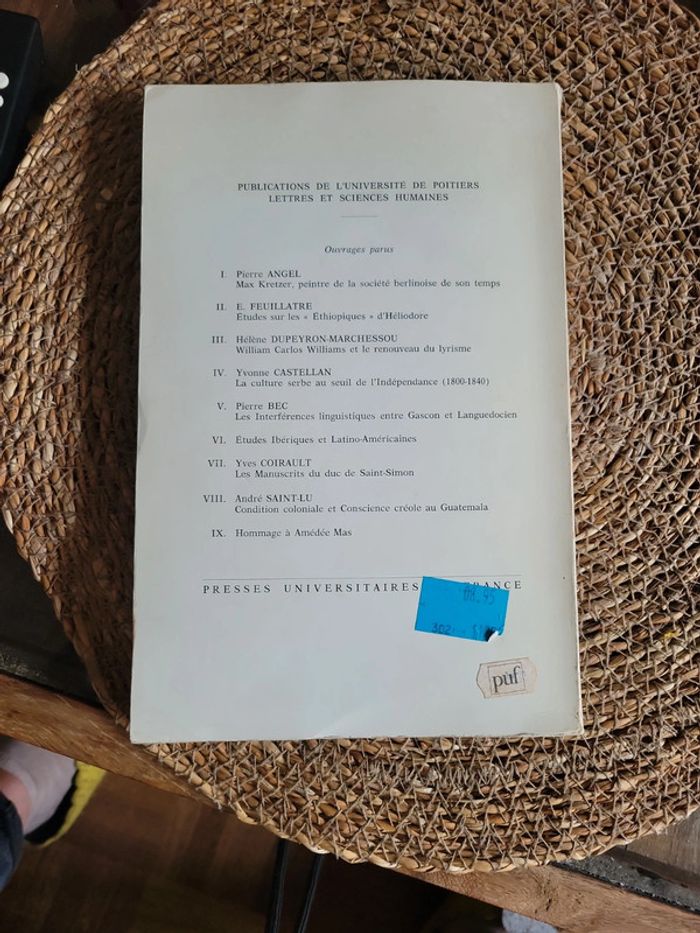 PUBLICATIONS DE L'UNIVERSITÉ DE POITIERS
LETTRES ET SCIENCES HUMAINES
Ouvrages parus
I. Pierre ANGEL
Max Kretzer, peintre de la société berlinoise de son temps
II. E. FEUILLATRE
Études sur les « Éthiopiques » d'Héliodore
III. Hélène DUPEYRON-MARCHESSOU
William Carlos Williams et le renouveau du lyrisme
IV. Yvonne CASTELLAN
La culture serbe au seuil de l'Indépendance (1800-1840)
V. Pierre BEC
Les Interférences linguistiques entre Gascon et Languedocien
VI. Études Ibériques et Latino-Américaines
VII. Yves COIRAULT
Les Manuscrits du duc de Saint-Simon
VIII. André SAINT-LU
Condition coloniale et Conscience créole au Guatemala
IX. Hommage à Amédée Mas
PRESSES UNIVERSITAIRES RANCE
08.95
302
puf